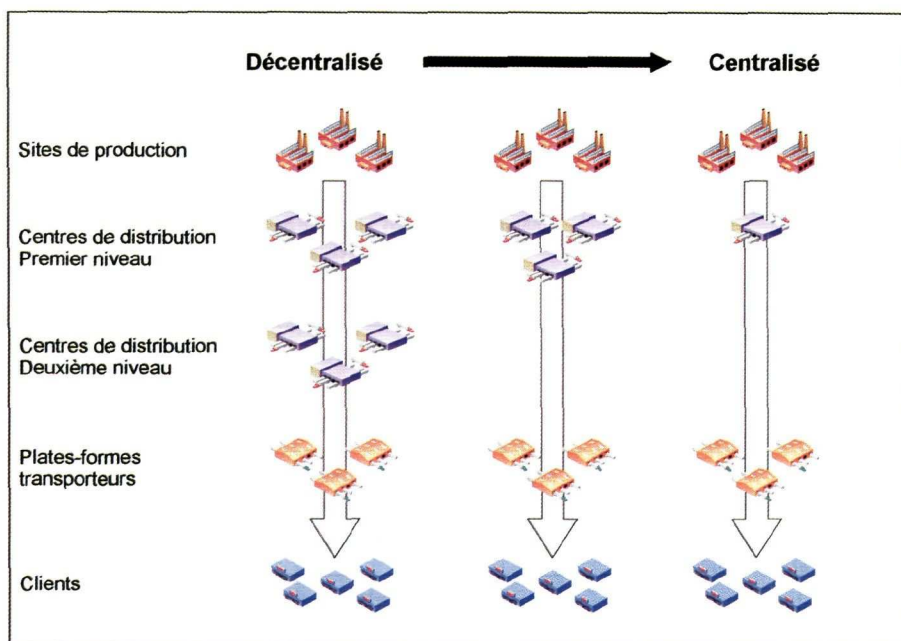 Décentralisé
Centralisé
Sites de production
Centres de distribution
Premier niveau
Centres de distribution
Deuxième niveau
Plates-formes
transporteurs
Clients